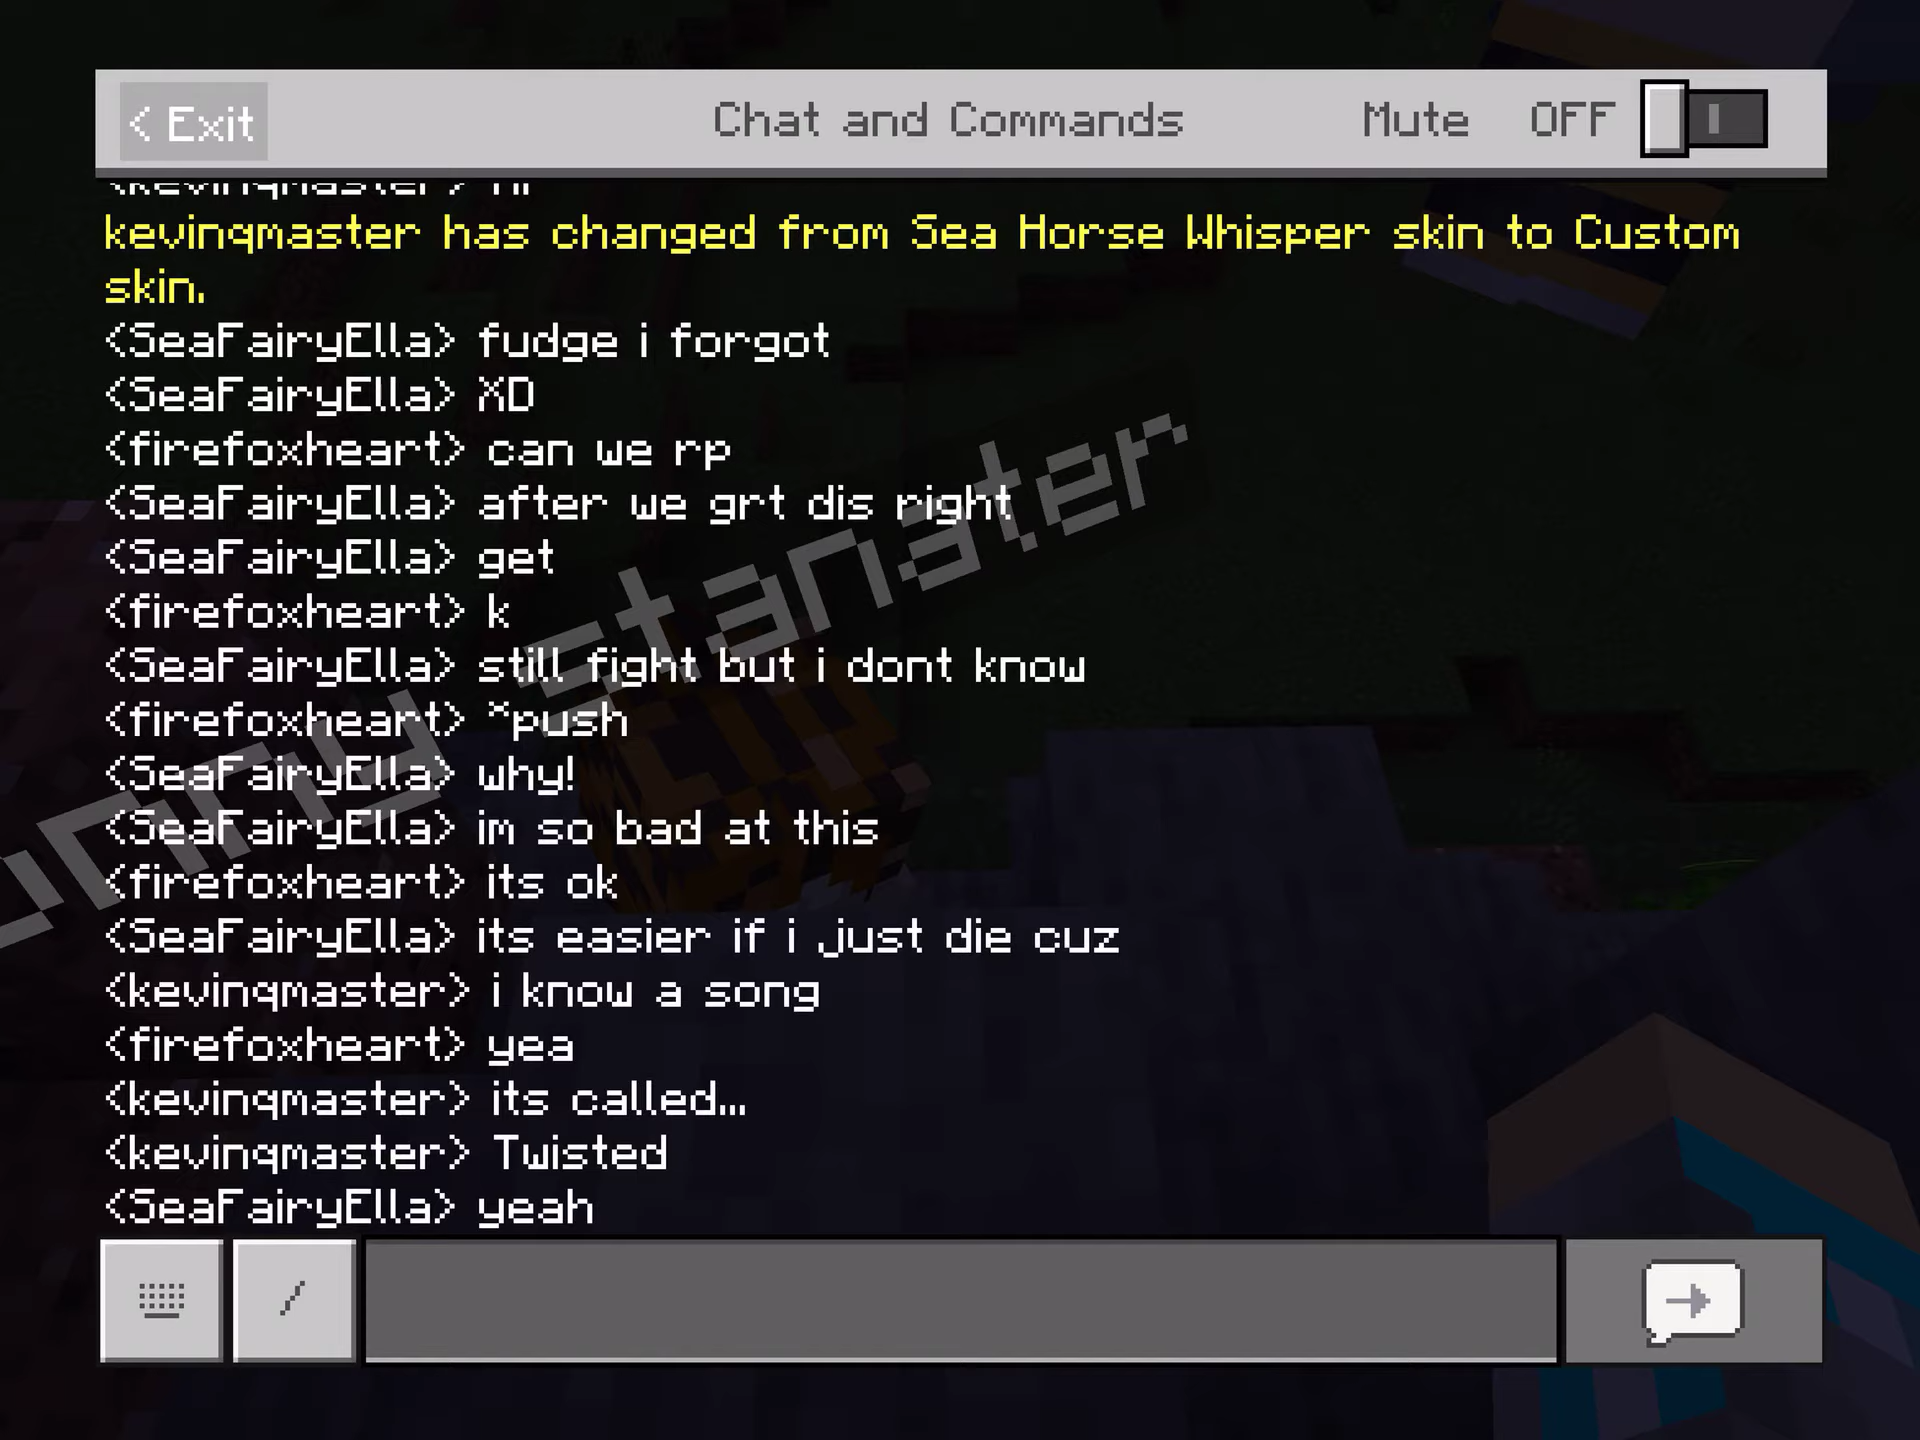 < Exit
Chat and Commands
Mute OFF
<kevinqmaster> hi
kevinqmaster has changed from Sea Horse Whisper skin to Custom
skin.
<SeaFairyElla> fudge i forgot
<SeaFairyElla> XD
<firefoxheart> can we rp
<SeaFairyElla> after we grt dis right
<SeaFairyElla> get
<firefoxheart> k
<SeaFairyElla> still fight but i dont know
<firefoxheart> *push
<SeaFairyElla> why!
<SeaFairyElla> im so bad at this
<firefoxheart> its ok
<SeaFairyElla> its easier if i just die cuz
<kevinqmaster> i know a song
<firefoxheart> yea
<kevinqmaster> its called...
<kevinqmaster> Twisted
<SeaFairyElla> yeah
/
stanater